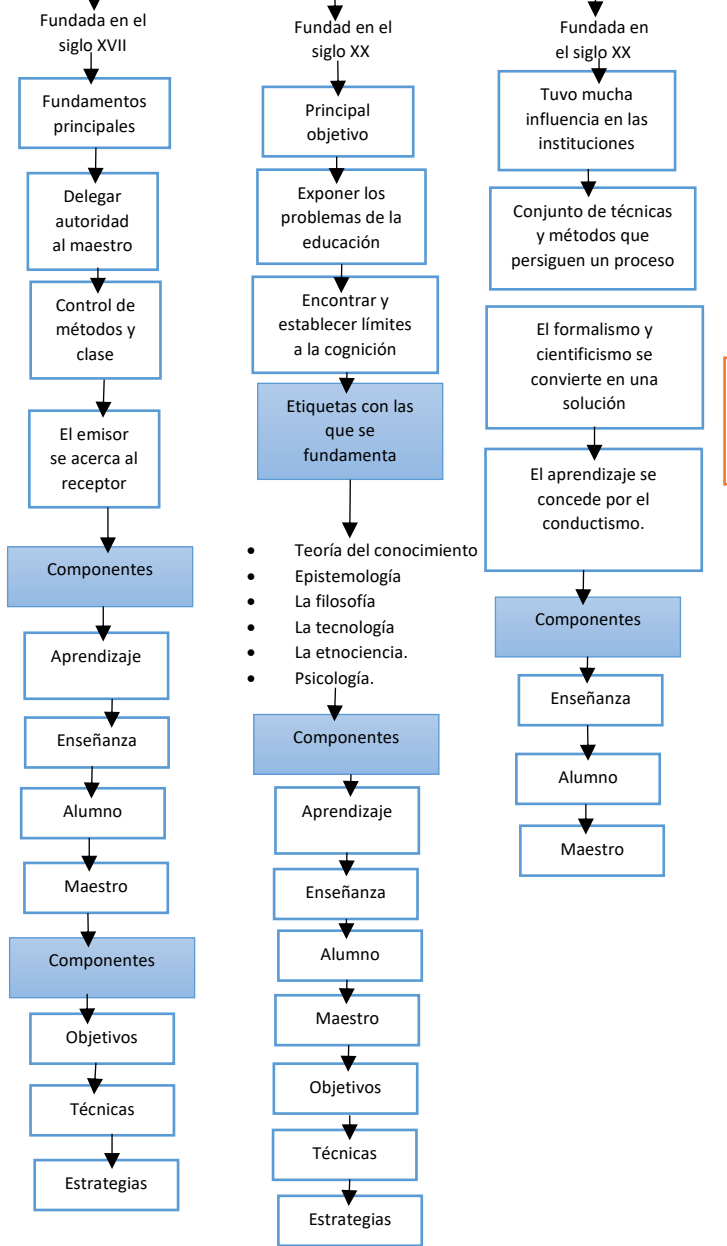 Fundada en el
siglo XVII
Fundamentos
principales
Delegar
autoridad
al maestro
Control de
métodos y
clase
El emisor
se acerca al
receptor
Componentes
Aprendizaje
Enseñanza
Alumno
Maestro
Componentes
Objetivos
Técnicas
Estrategias
Fundad en el
siglo XX
Principal
objetivo
Exponer los
problemas de la
educación
Encontrar y
establecer límites
a la cognición
Etiquetas con las
que se
fundamenta
• Teoría del conocimiento
• Epistemología
• La filosofía
• La tecnología
• La etnociencia.
• Psicología.
Componentes
Aprendizaje
Enseñanza
Alumno
Maestro
Objetivos
Técnicas
Estrategias
Fundada en
el siglo XX
Tuvo mucha
influencia en las
instituciones
Conjunto de técnicas
y métodos que
persiguen un proceso
El formalismo y
cientificismo se
convierte en una
solución
El aprendizaje se
concede por el
conductismo.
Componentes
Enseñanza
Alumno
Maestro